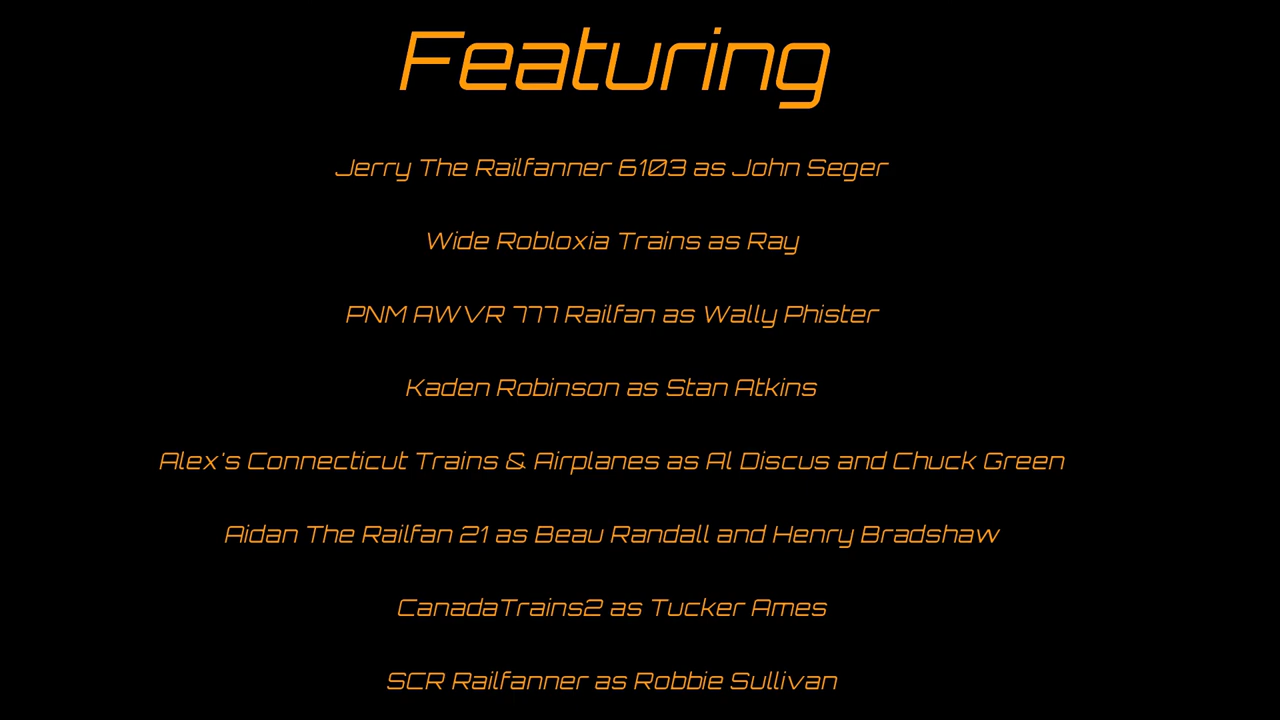 Featuring
Jerry The Railfanner 6103 as John Seger
Wide Robloxia Trains as Ray
PNM AWVR 777 Railfan as Wally Phister
Kaden Robinson as Stan Atkins
Alex's Connecticut Trains & Airplanes as Al Discus and Chuck Green
Aidan The Railfan 21 as Beau Randall and Henry Bradshaw
CanadaTrains2 as Tucker Ames
SCR Railfanner as Robbie Sullivan